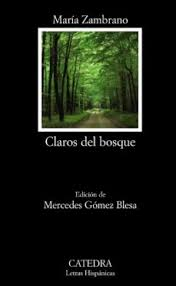 María Zambrano
Claros del bosque
Edición de
Mercedes Gómez Blesa
CATEDRA
Letras Hispánicas